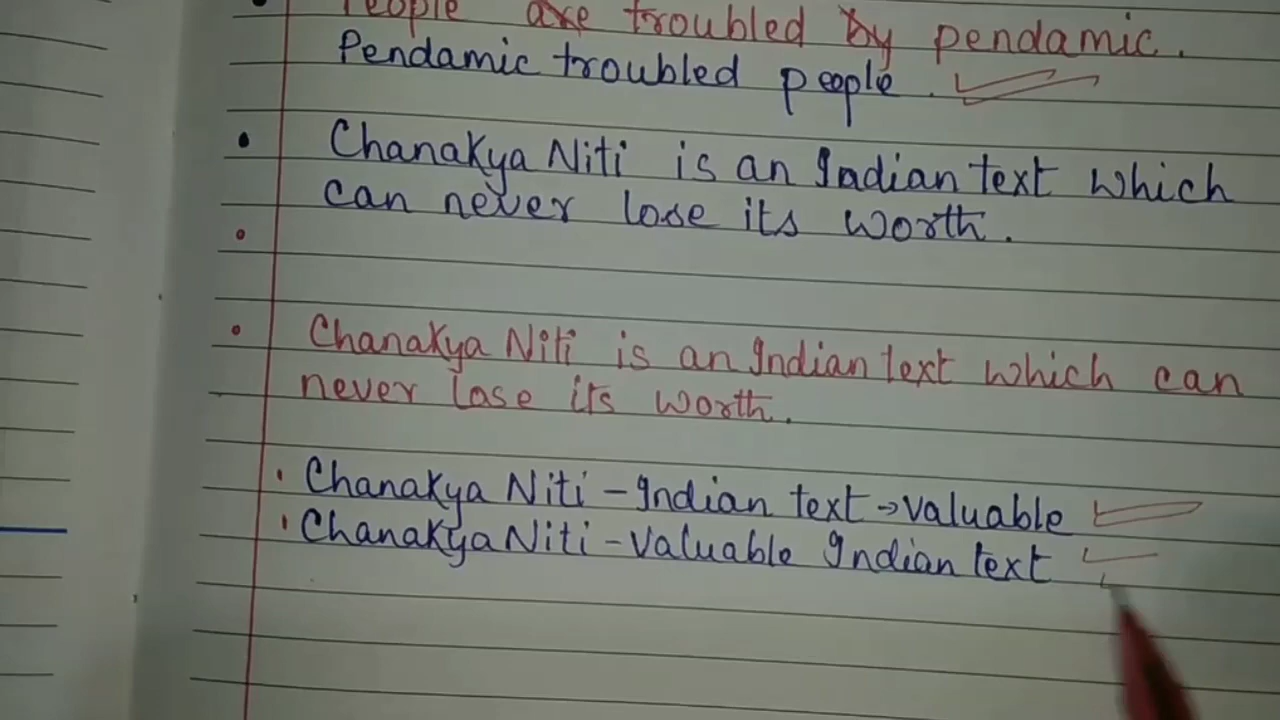 People are troubled by pendamic.
Pendamic troubled people.
Chanakya Niti is an Indian text which
can never lose its worth.
Chanakya Niti is an Indian text which can
never lose its worth.
Chanakya Niti - Indian text → valuable
Chanakya Niti - Valuable Indian text